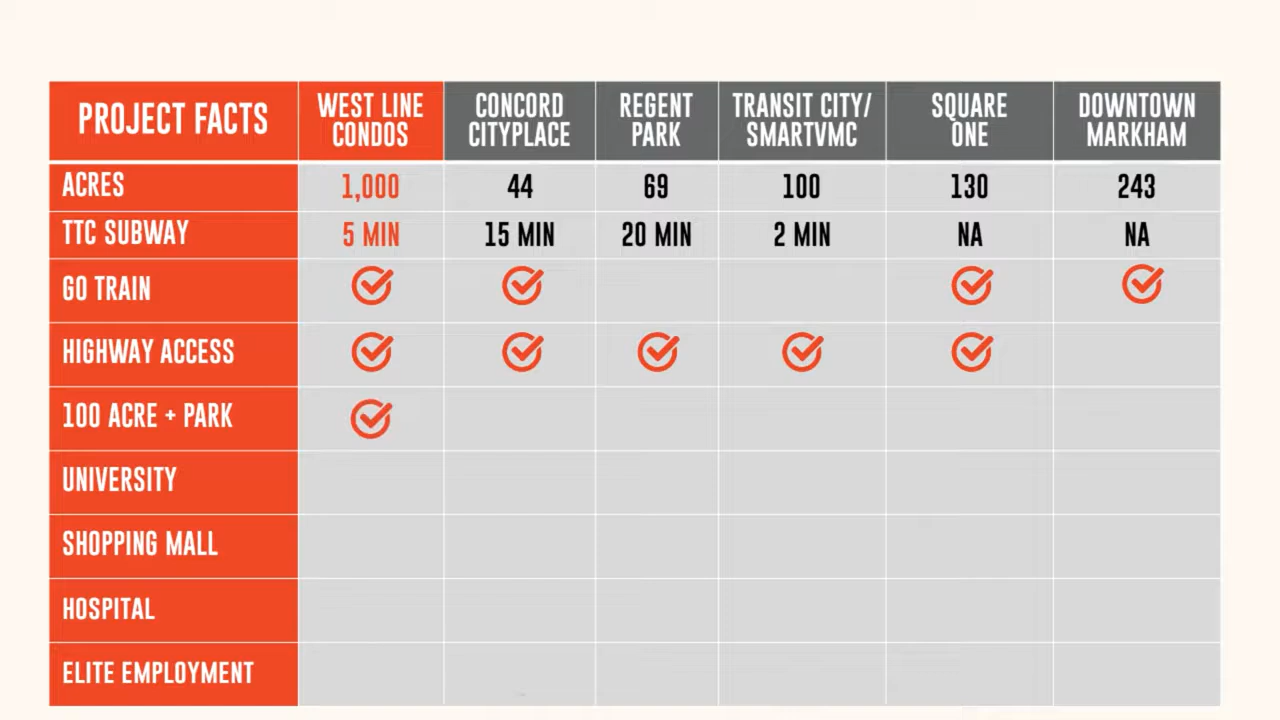 PROJECT FACTS
WEST LINE
CONDOS
CONCORD
CITYPLACE
REGENT
PARK
TRANSIT CITY/
SMARTVMC
SQUARE
ONE
DOWNTOWN
MARKHAM
ACRES 1,000 44 69 100 130 243
TTC SUBWAY 5 MIN 15 MIN 20 MIN 2 MIN NA NA
GO TRAIN
HIGHWAY ACCESS
100 ACRE + PARK
UNIVERSITY
SHOPPING MALL
HOSPITAL
ELITE EMPLOYMENT